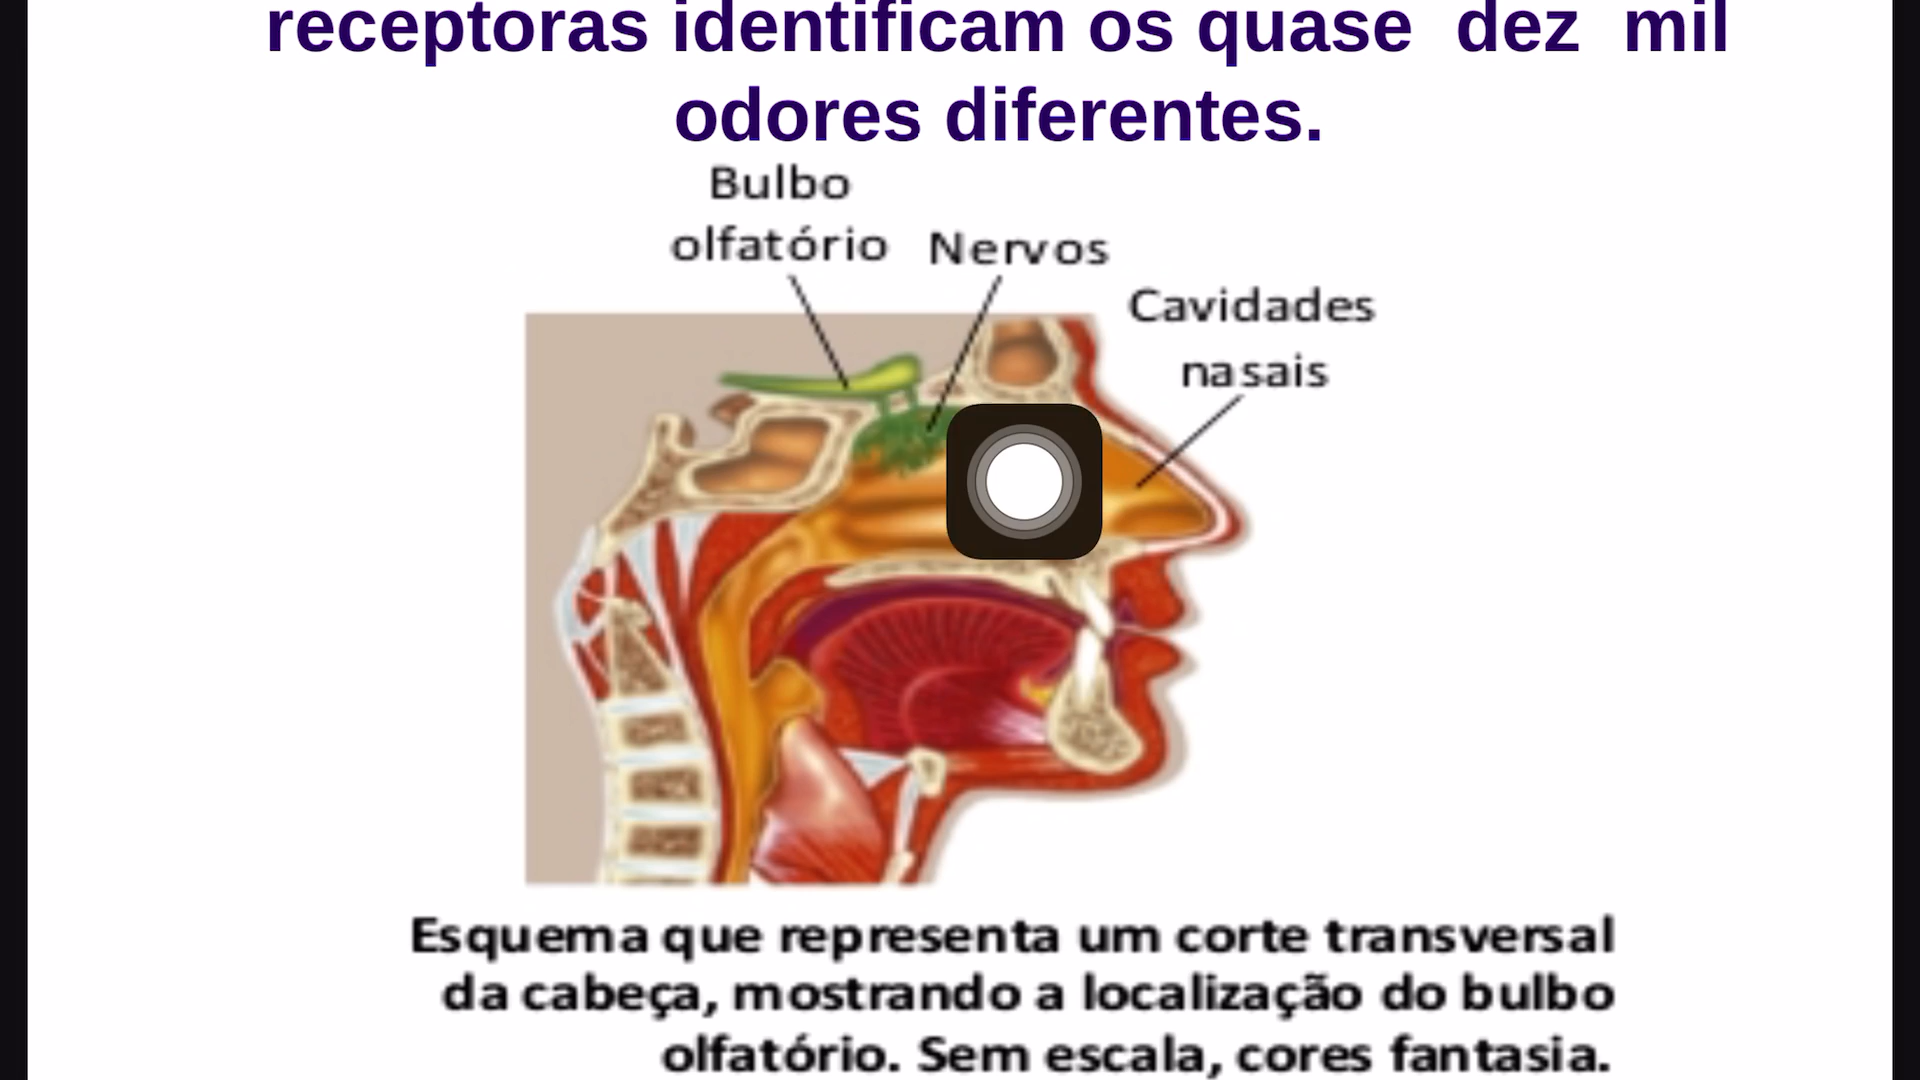 receptoras identificam os quase dez mil
odores diferentes.
Bulbo
olfatório
Nervos
Cavidades
nasais
Esquema que representa um corte transversal
da cabeça, mostrando a localização do bulbo
olfatório. Sem escala, cores fantasia.